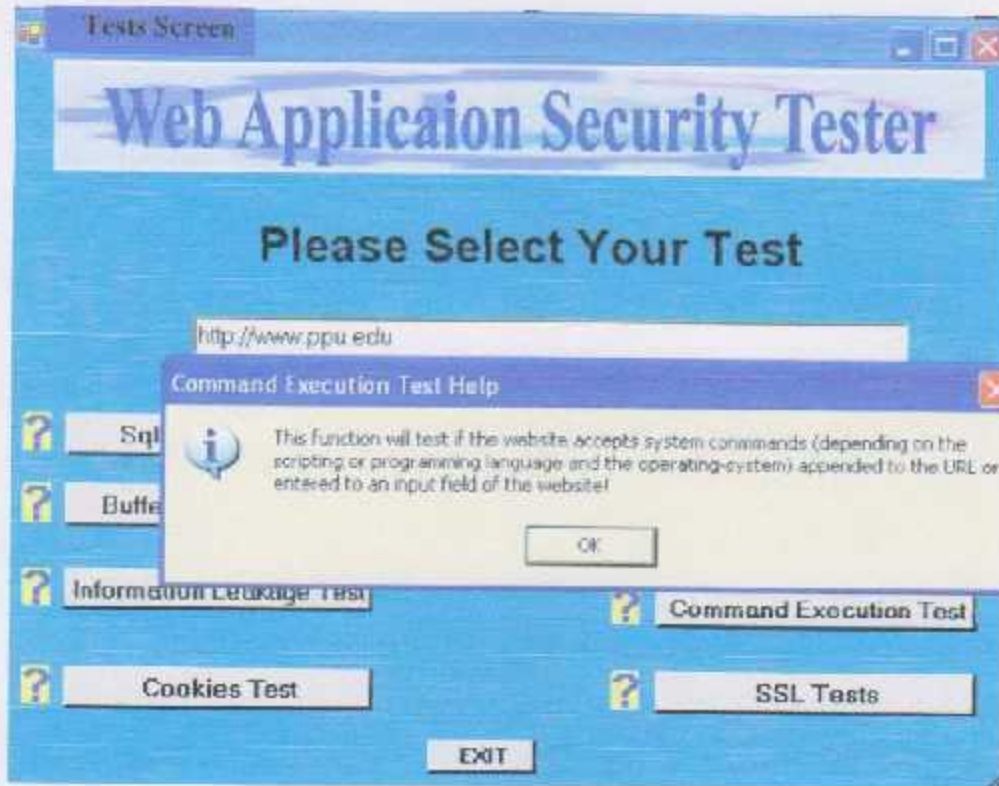 Tests Screen
Web Applicaion Security Tester
Please Select Your Test
http://www.ppu.edu
Command Execution Test Help
This function will test if the website accepts system commands (depending on the
scripting or programming language and the operating-system) appended to the URL or
entered to an input field of the website!
OK
Sql
Buffe
Information Leakage Test
Command Execution Test
Cookies Test
SSL Tests
EXIT